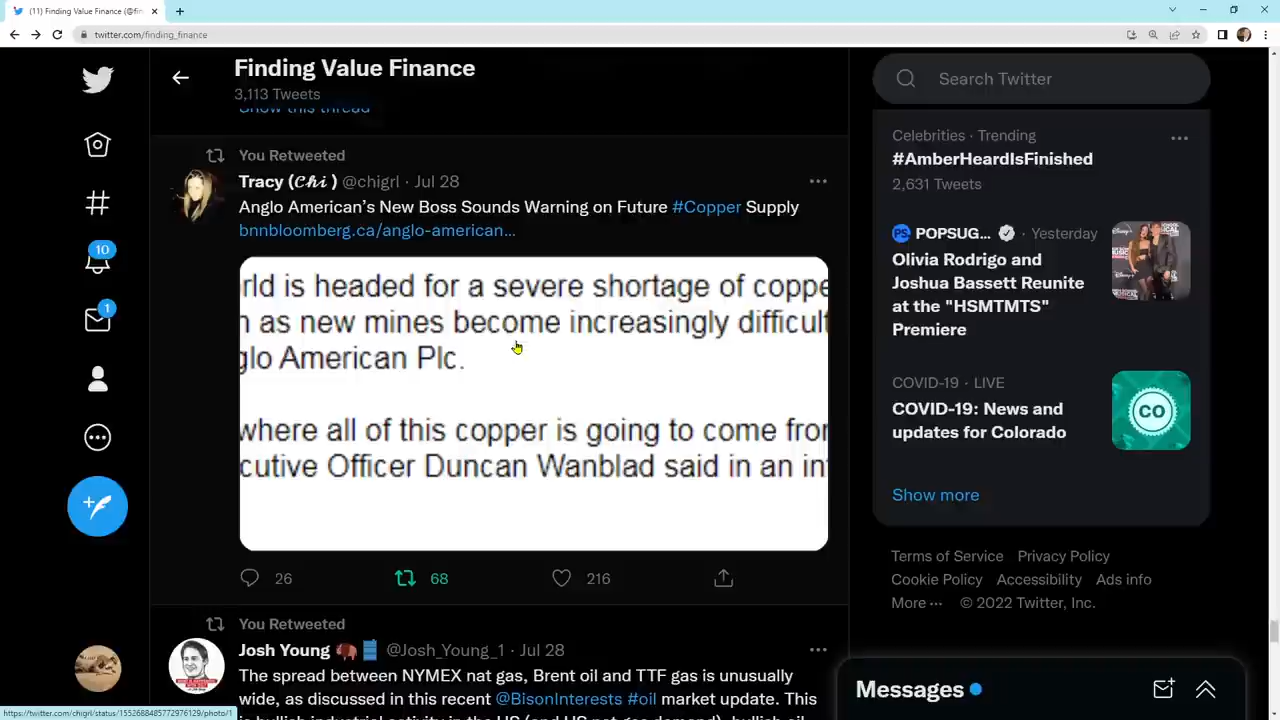 (11) Finding Value Finance (@fin
twitter.com/finding_finance
Finding Value Finance
3,113 Tweets
Show this thread
You Retweeted
Tracy (𝓒𝓱𝓲 ) @chigrl · Jul 28
Anglo American's New Boss Sounds Warning on Future #Copper Supply
bnnbloomberg.ca/anglo-american...
rld is headed for a severe shortage of coppe
n as new mines become increasingly difficult
glo American Plc.
where all of this copper is going to come fror
cutive Officer Duncan Wanblad said in an in
26
68
216
You Retweeted
Josh Young @Josh_Young_1 · Jul 28
The spread between NYMEX nat gas, Brent oil and TTF gas is unusually
wide, as discussed in this recent @BisonInterests #oil market update. This
10
1
Search Twitter
Celebrities · Trending
#AmberHeardIsFinished
2,631 Tweets
PS POPSUG... · Yesterday
Olivia Rodrigo and
Joshua Bassett Reunite
at the "HSMTMTS"
Premiere
COVID-19 · LIVE
COVID-19: News and
updates for Colorado
CO
Show more
Terms of Service Privacy Policy
Cookie Policy Accessibility Ads info
More ··· © 2022 Twitter, Inc.
Messages
https://twitter.com/chigrl/status/1552688485772976129/photo/1